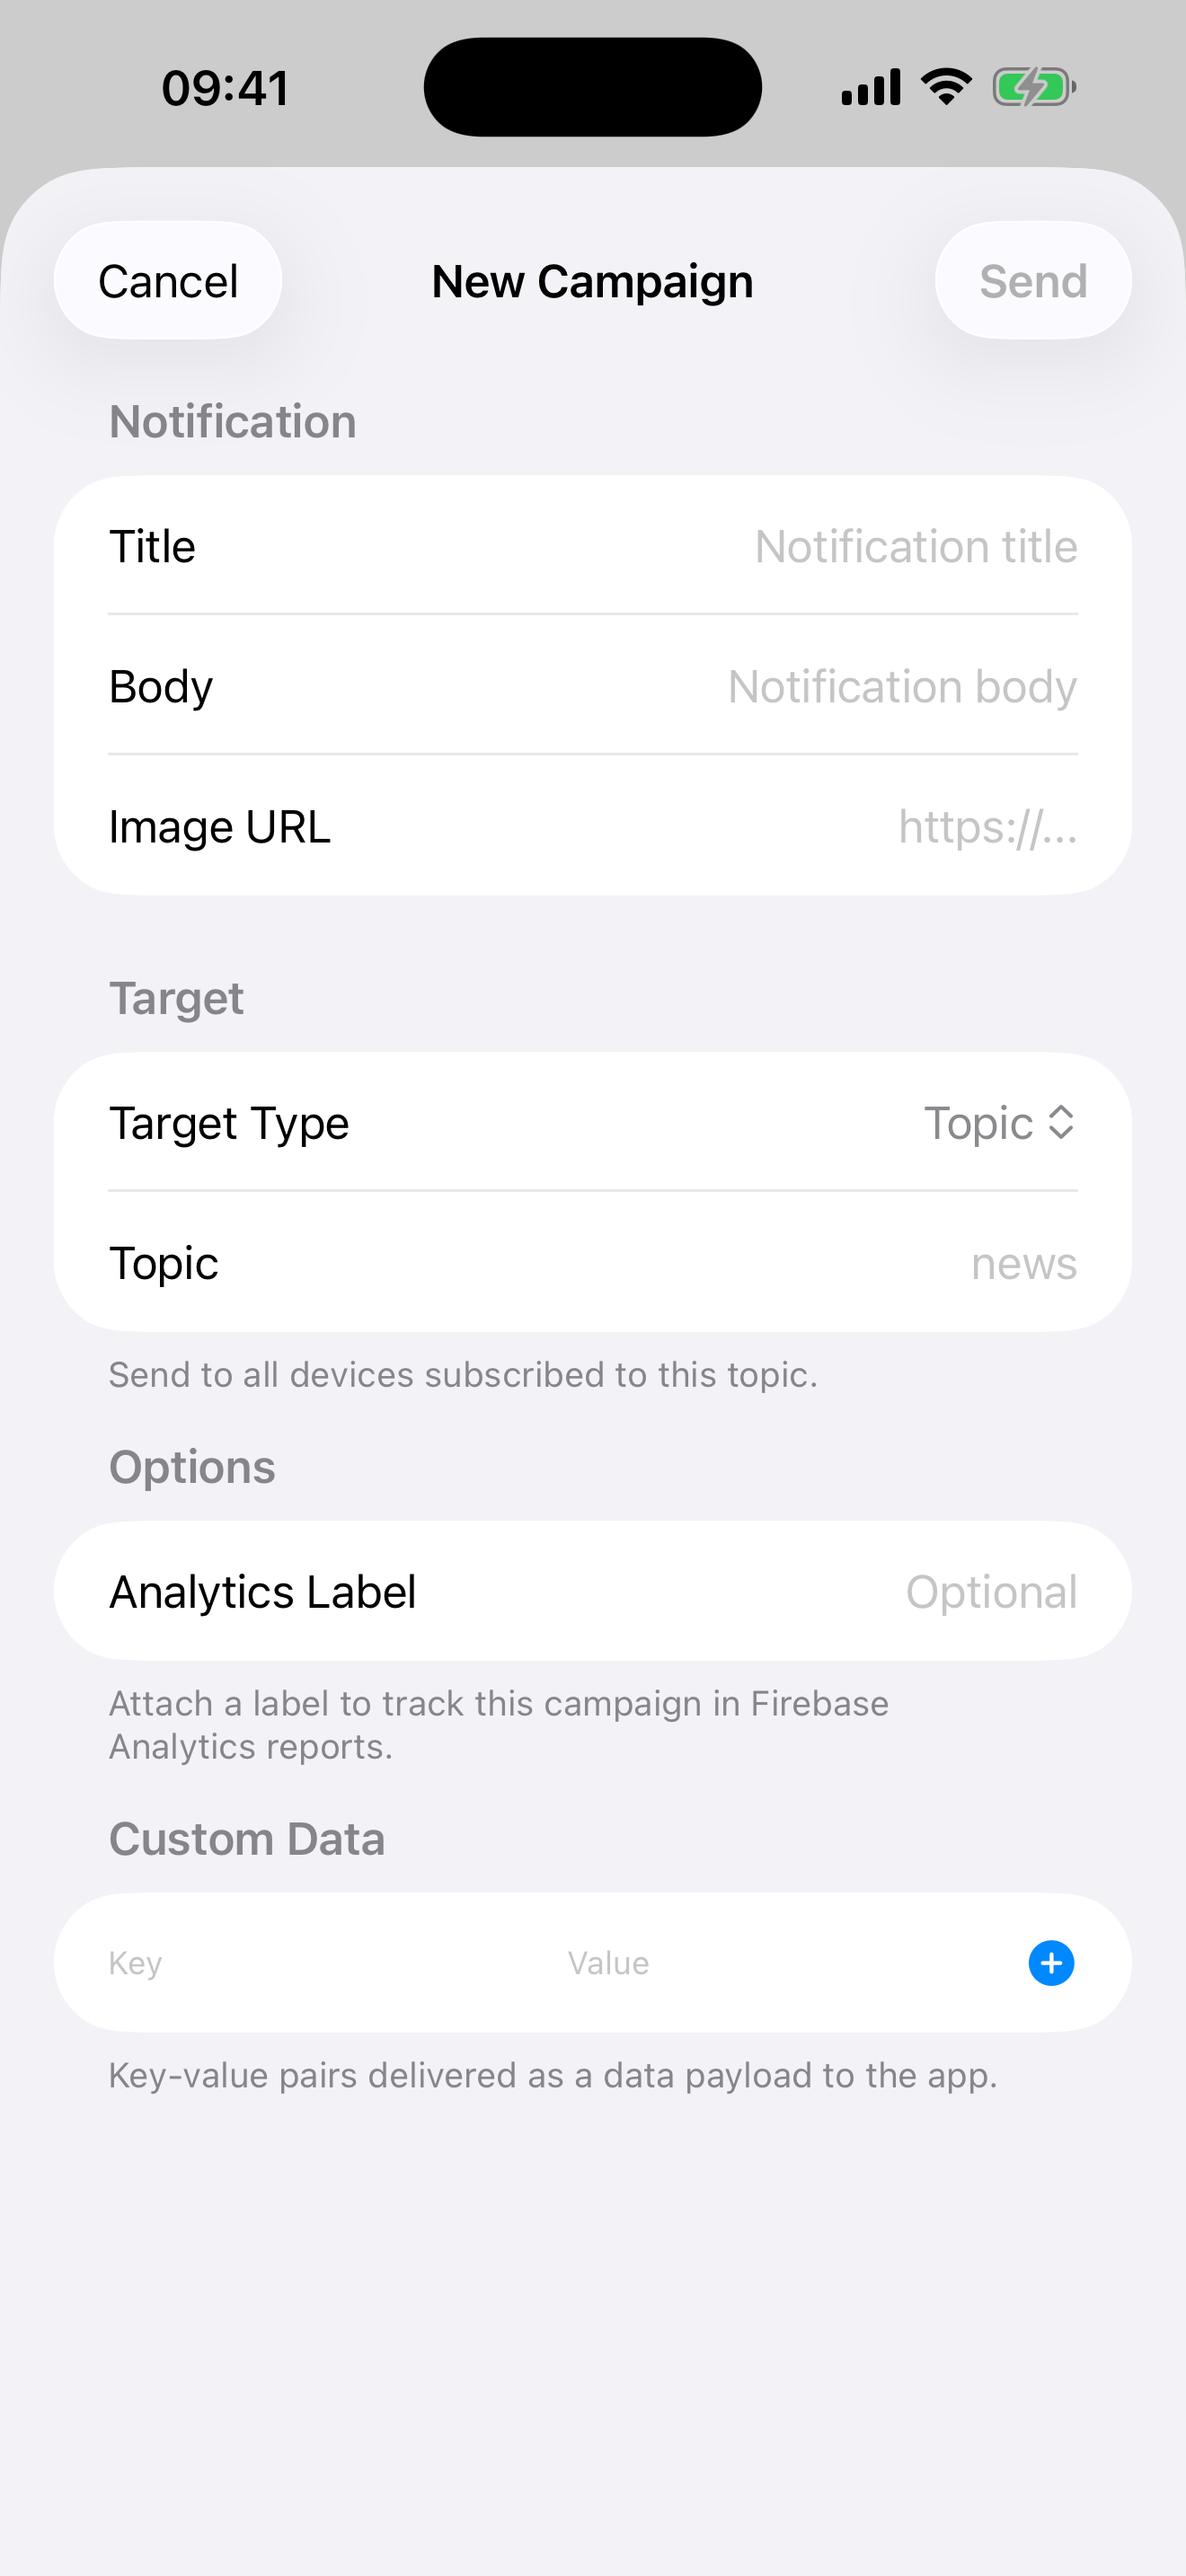 09:41
Cancel
New Campaign
Send
Notification
Title
Notification title
Body
Notification body
Image URL
https://...
Target
Target Type
Topic
Topic
news
Send to all devices subscribed to this topic.
Options
Analytics Label
Optional
Attach a label to track this campaign in Firebase
Analytics reports.
Custom Data
Key
Value
Key-value pairs delivered as a data payload to the app.